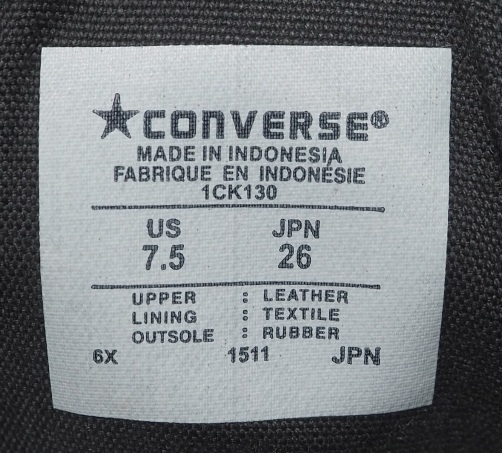 CONVERSE®
MADE IN INDONESIA
FABRIQUE EN INDONÉSIE
1CK130
US JPN
7.5 26
UPPER : LEATHER
LINING : TEXTILE
OUTSOLE : RUBBER
6X 1511 JPN